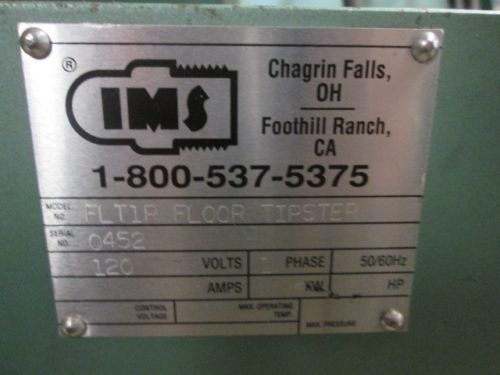 ®
IMS
Chagrin Falls,
OH
Foothill Ranch,
CA
1-800-537-5375
MODEL NO. FLT1R FLOOR TIPSTER
SERIAL NO. 0452
120 VOLTS PHASE 50/60Hz
AMPS KW HP
CONTROL VOLTAGE MAX. OPERATING TEMP. MAX. PRESSURE